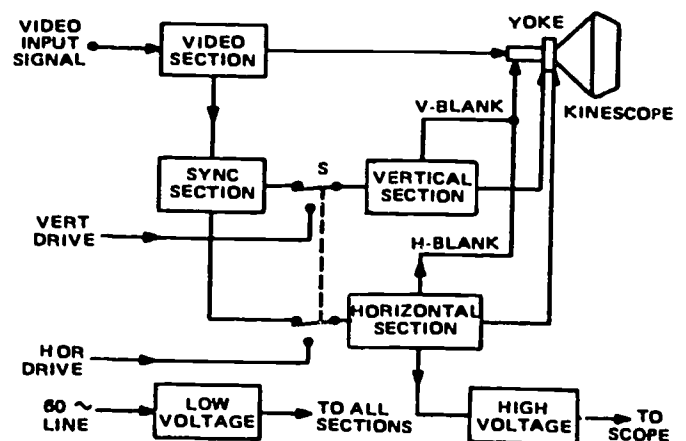 VIDEO
INPUT
SIGNAL
VIDEO
SECTION
YOKE
KINESCOPE
V-BLANK
SYNC
SECTION
S
VERTICAL
SECTION
VERT
DRIVE
H-BLANK
HORIZONTAL
SECTION
HOR
DRIVE
60 ~
LINE
LOW
VOLTAGE
TO ALL
SECTIONS
HIGH
VOLTAGE
TO
SCOPE